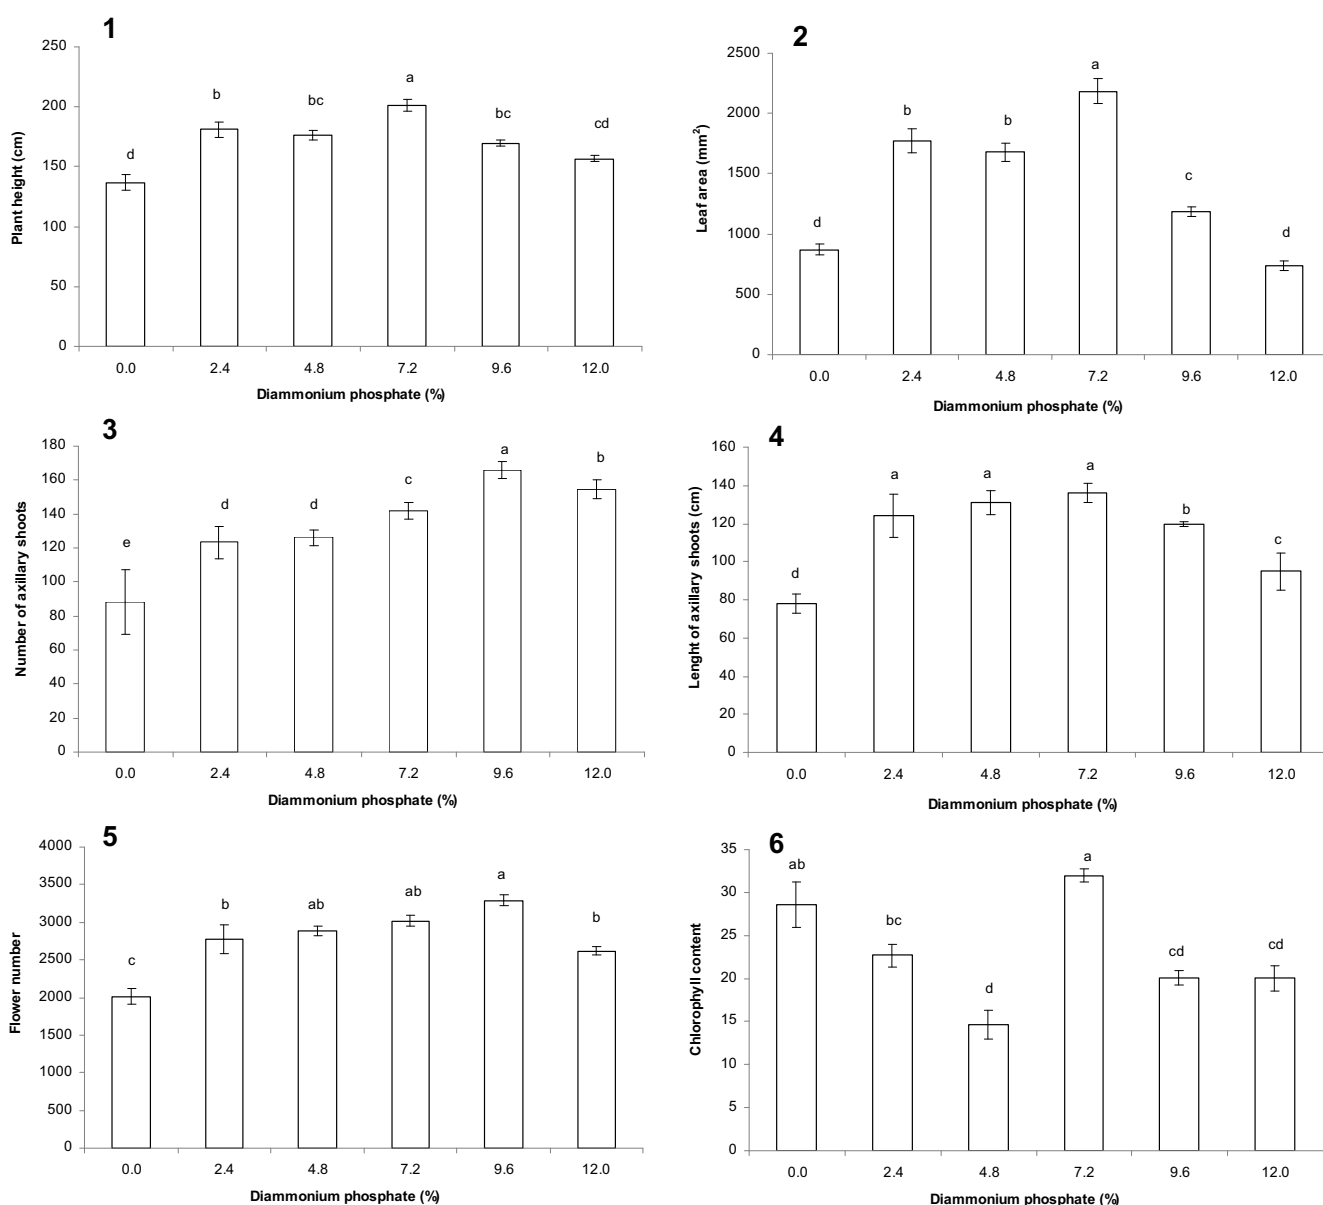 1
250
200
150
100
50
0
Plant height (cm)
d
b
bc
a
bc
cd
0.0 2.4 4.8 7.2 9.6 12.0
Diammonium phosphate (%)
2
2500
2000
1500
1000
500
0
Leaf area (mm²)
d
b
b
a
c
d
0.0 2.4 4.8 7.2 9.6 12.0
Diammonium phosphate (%)
3
180
160
140
120
100
80
60
40
20
0
Number of axillary shoots
e
d
d
c
a
b
0.0 2.4 4.8 7.2 9.6 12.0
Diammonium phosphate (%)
4
160
140
120
100
80
60
40
20
0
Lenght of axillary shoots (cm)
d
a
a
a
b
c
0.0 2.4 4.8 7.2 9.6 12.0
Diammonium phosphate (%)
5
4000
3500
3000
2500
2000
1500
1000
500
0
Flower number
c
b
ab
ab
a
b
0.0 2.4 4.8 7.2 9.6 12.0
Diammonium phosphate (%)
6
35
30
25
20
15
10
5
0
Chlorophyll content
ab
bc
d
a
cd
cd
0.0 2.4 4.8 7.2 9.6 12.0
Diammonium phosphate (%)